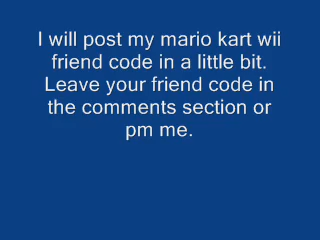 I will post my mario kart wii
friend code in a little bit.
Leave your friend code in
the comments section or
pm me.